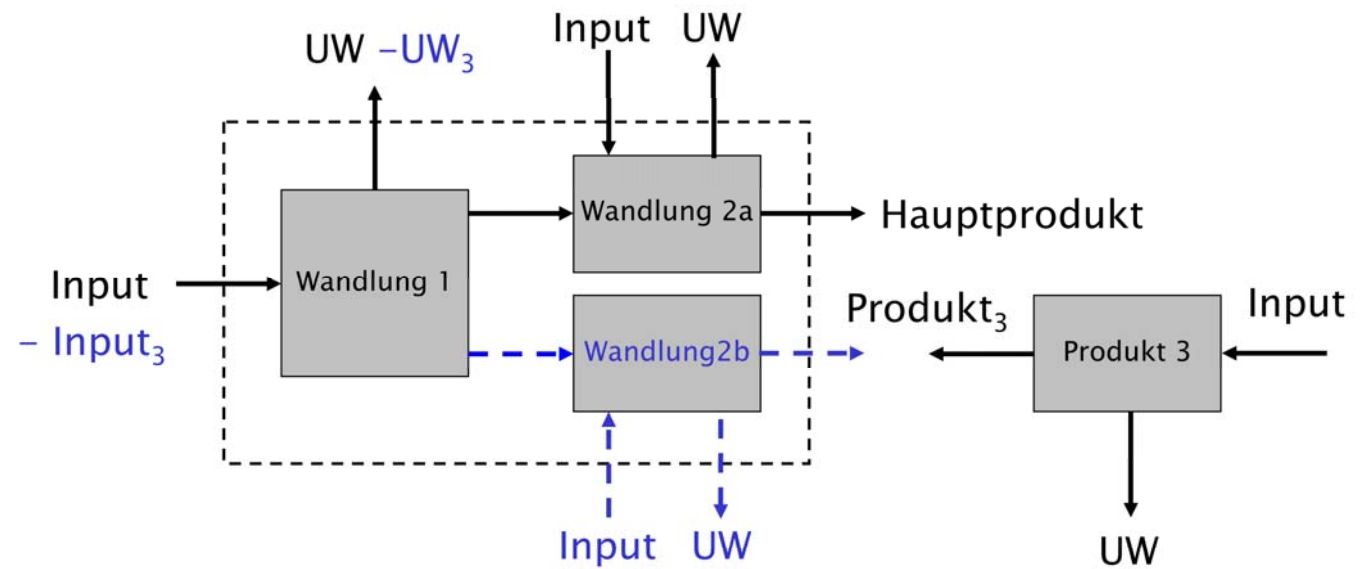 Input UW
UW –UW₃
Wandlung 2a
Hauptprodukt
Wandlung 1
Input
– Input₃
Produkt₃
Input
Wandlung2b
Produkt 3
Input UW
UW